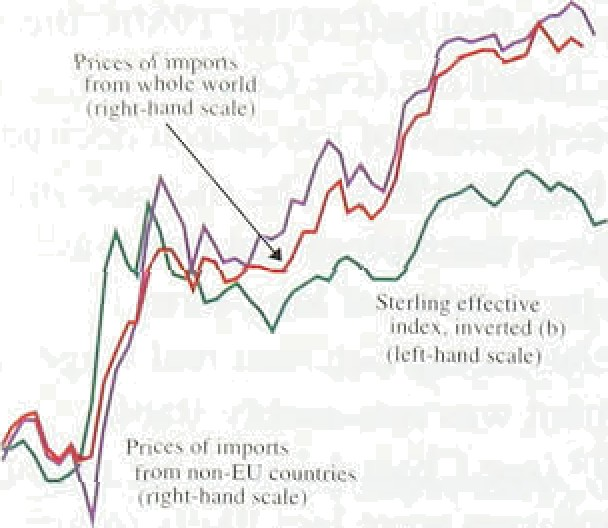 Prices of imports
from whole world
(right-hand scale)
Sterling effective
index, inverted (b)
(left-hand scale)
Prices of imports
from non-EU countries
(right-hand scale)